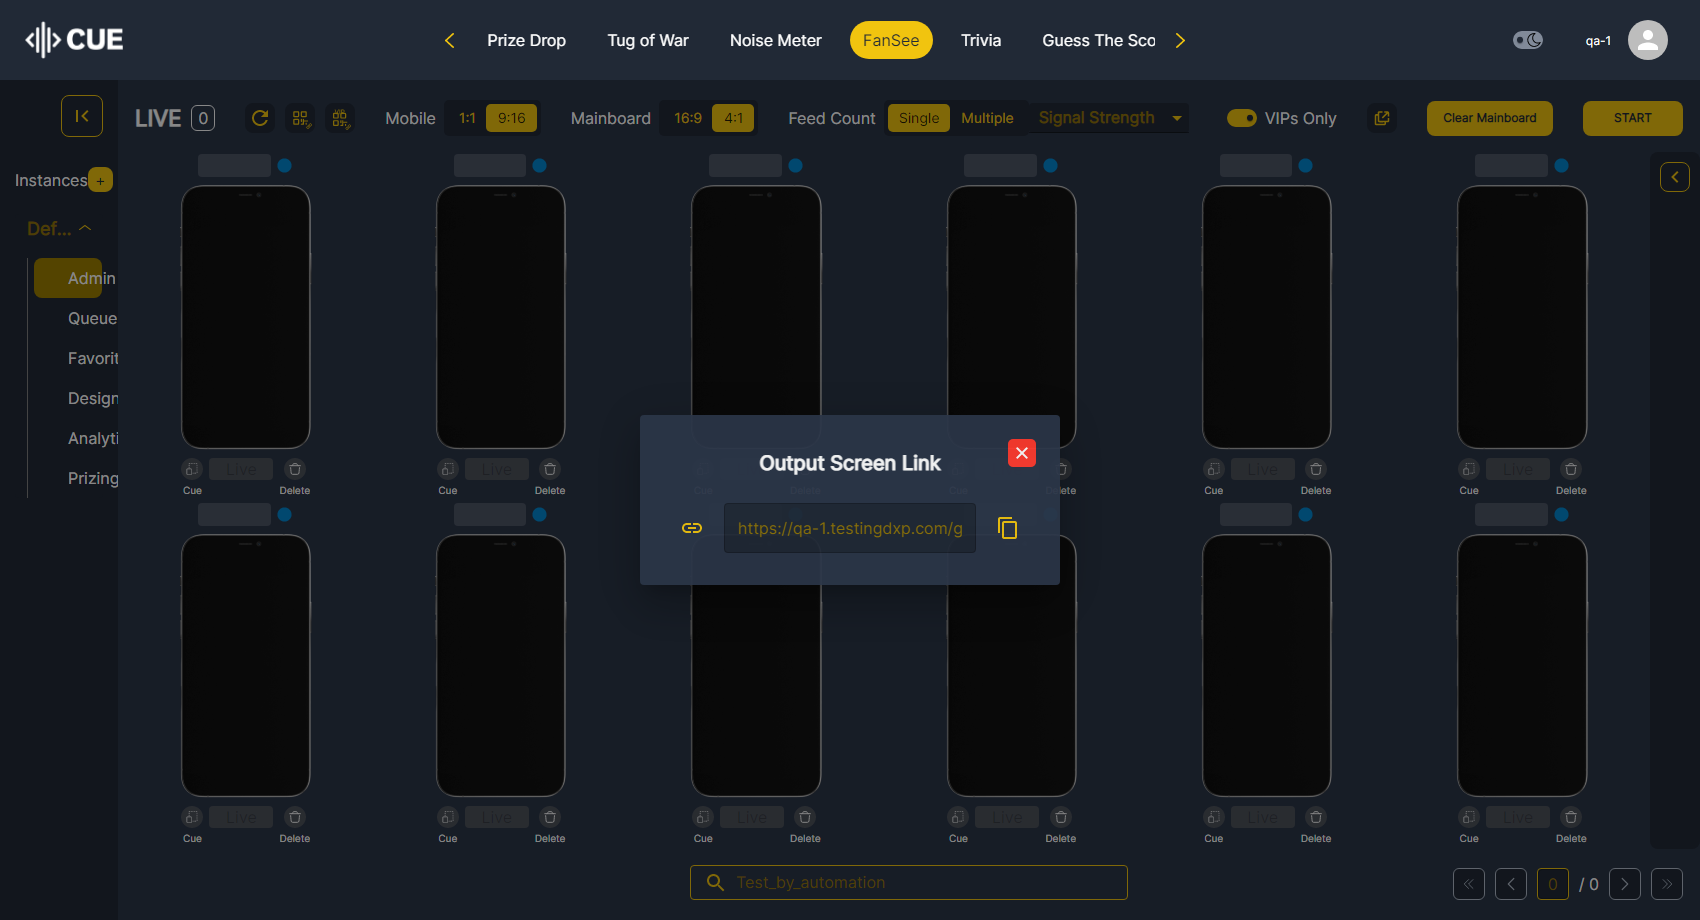 CUE
Prize Drop
Tug of War
Noise Meter
FanSee
Trivia
Guess The Sco
qa-1
LIVE 0
Mobile 1:1 9:16
Mainboard 16:9 4:1
Feed Count Single Multiple
Signal Strength
VIPs Only
Clear Mainboard
START
Instances +
Def...
Admin
Queue
Favorit
Design
Analyti
Prizing
Live Live Live Live
Cue Delete Cue Delete Cue Delete Cue Delete Cue Delete Cue Delete
Output Screen Link
https://qa-1.testingdxp.com/g
Live Live Live Live Live Live
Cue Delete Cue Delete Cue Delete Cue Delete Cue Delete Cue Delete
Test_by_automation
0 / 0